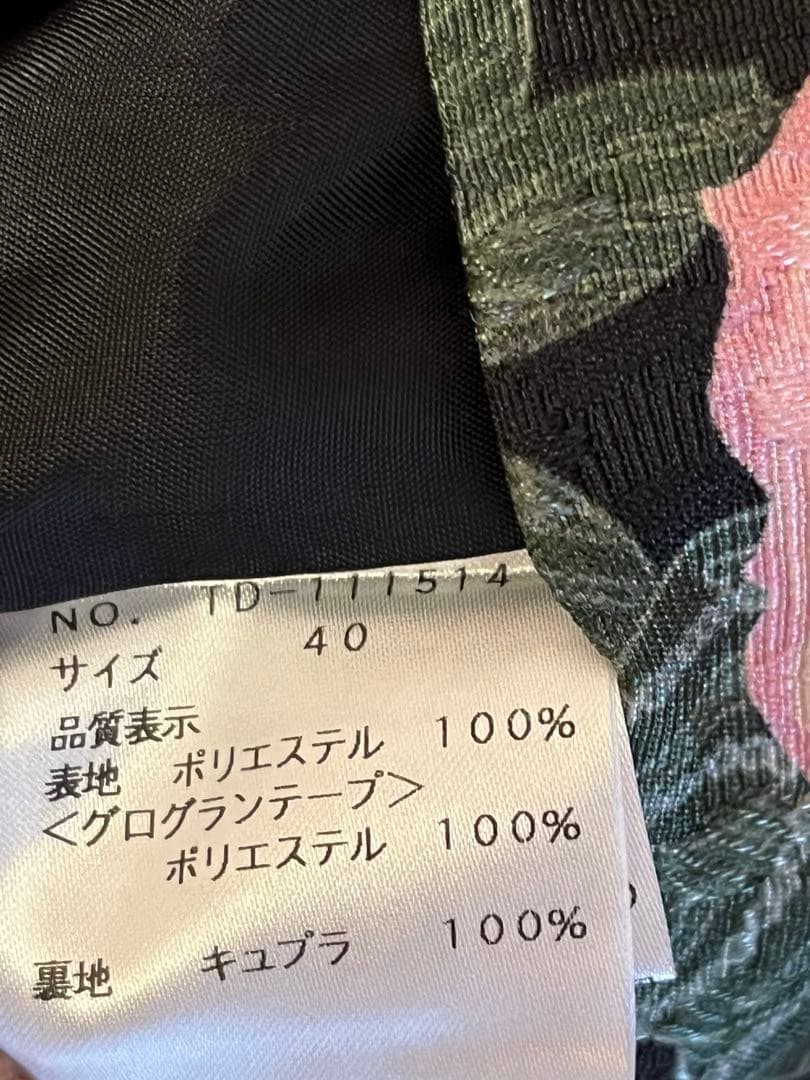 NO. TD-111514
サイズ 40
品質表示
表地 ポリエステル 100%
<グログランテープ>
ポリエステル 100%
裏地 キュプラ 100%